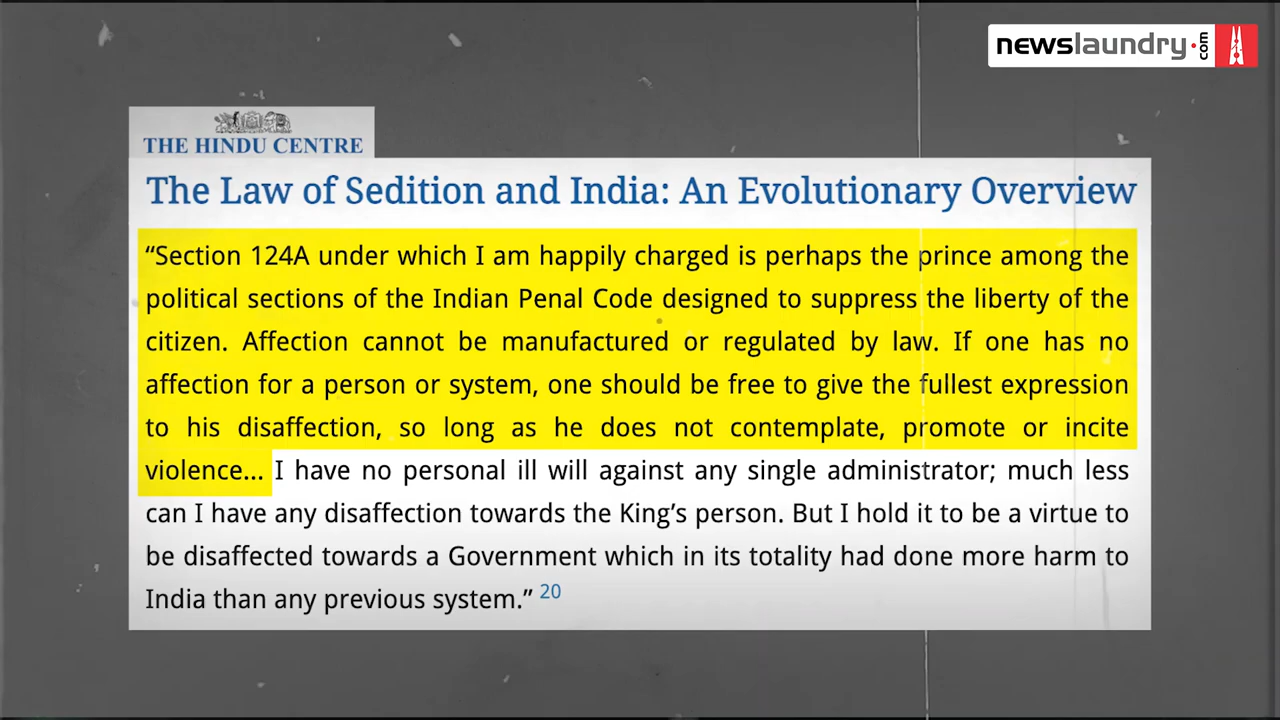 newslaundry.com
THE HINDU CENTRE
The Law of Sedition and India: An Evolutionary Overview
“Section 124A under which I am happily charged is perhaps the prince among the
political sections of the Indian Penal Code designed to suppress the liberty of the
citizen. Affection cannot be manufactured or regulated by law. If one has no
affection for a person or system, one should be free to give the fullest expression
to his disaffection, so long as he does not contemplate, promote or incite
violence... I have no personal ill will against any single administrator; much less
can I have any disaffection towards the King’s person. But I hold it to be a virtue to
be disaffected towards a Government which in its totality had done more harm to
India than any previous system.” 20